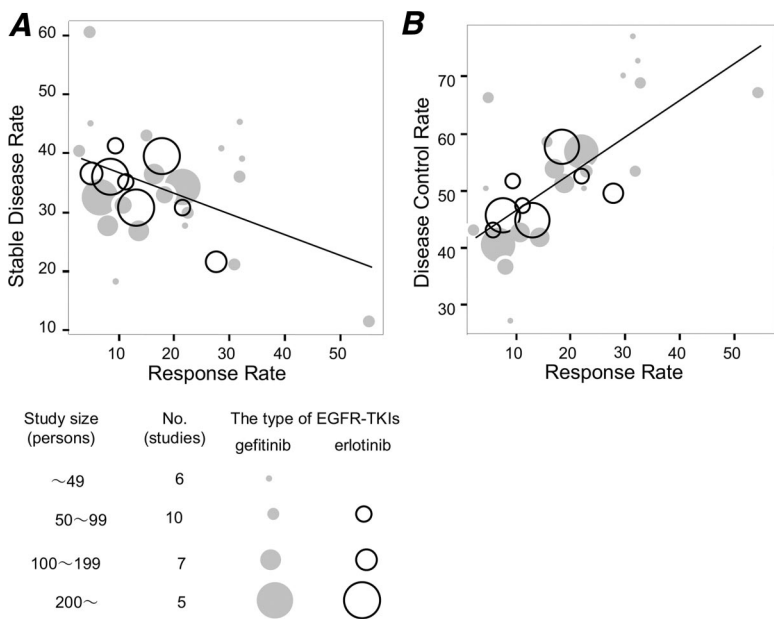 A
B
60
50
40
30
20
10
Stable Disease Rate
10 20 30 40 50
Response Rate
70
60
50
40
30
Disease Control Rate
10 20 30 40 50
Response Rate
Study size
(persons)
No.
(studies)
The type of EGFR-TKIs
gefitinib erlotinib
~49 6
50~99 10
100~199 7
200~ 5